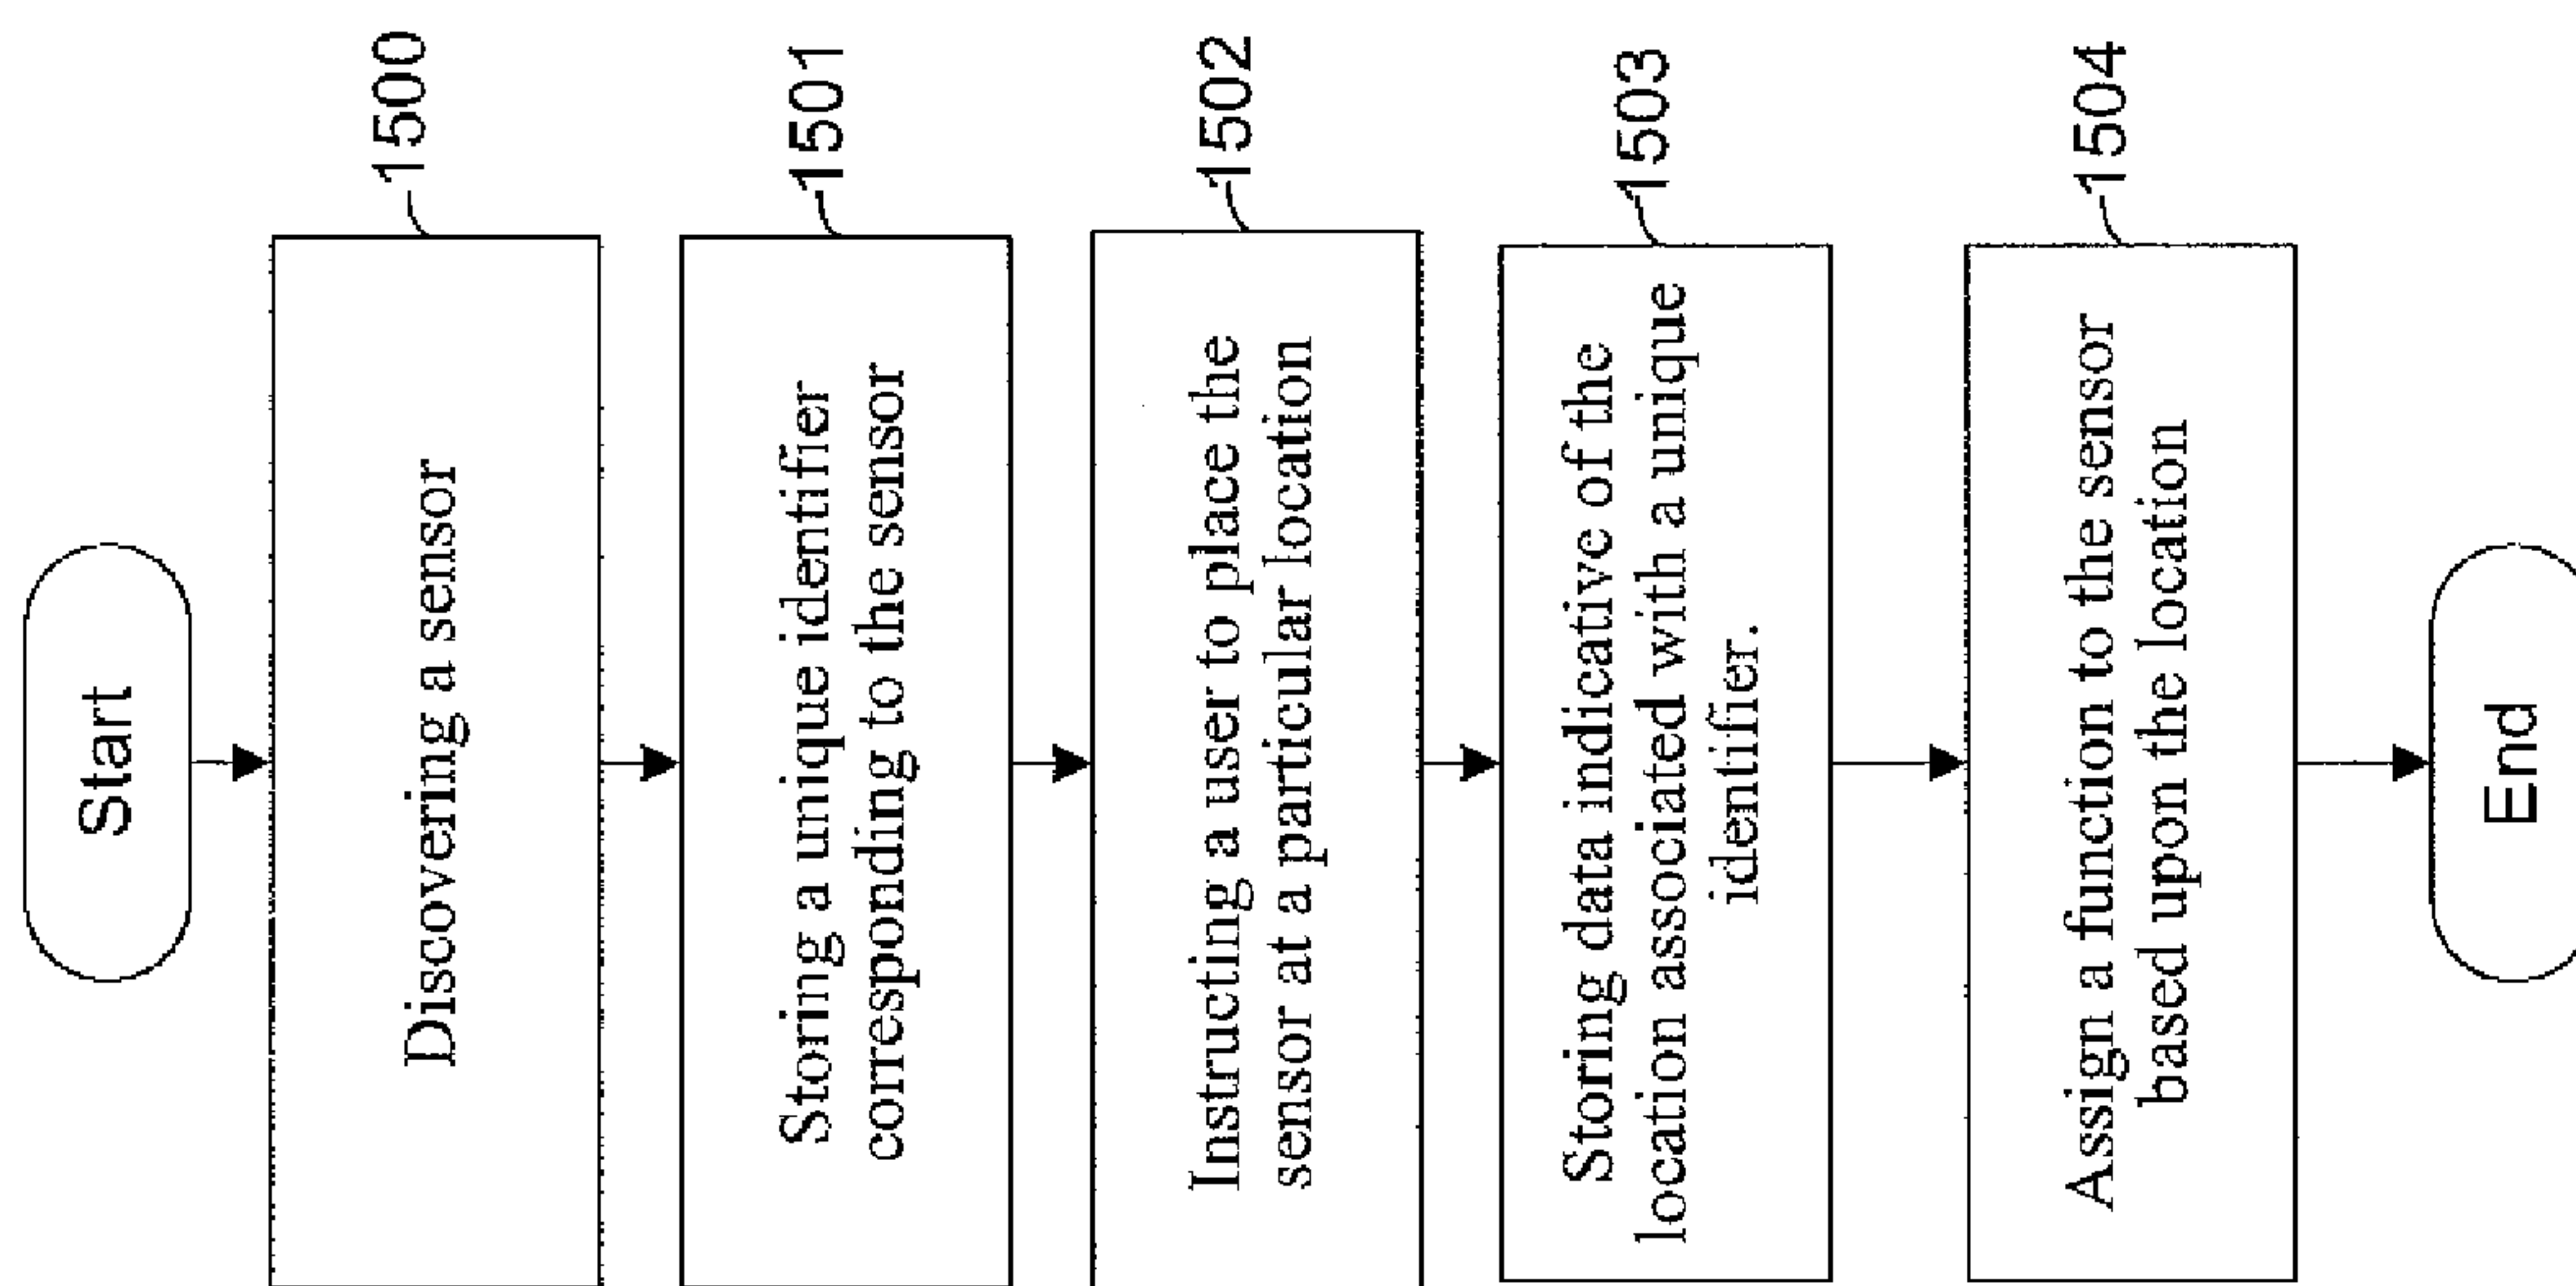 Start
1500
Discovering a sensor
1501
Storing a unique identifier
corresponding to the sensor
1502
Instructing a user to place the
sensor at a particular location
1503
Storing data indicative of the
location associated with a unique
identifier.
1504
Assign a function to the sensor
based upon the location
End